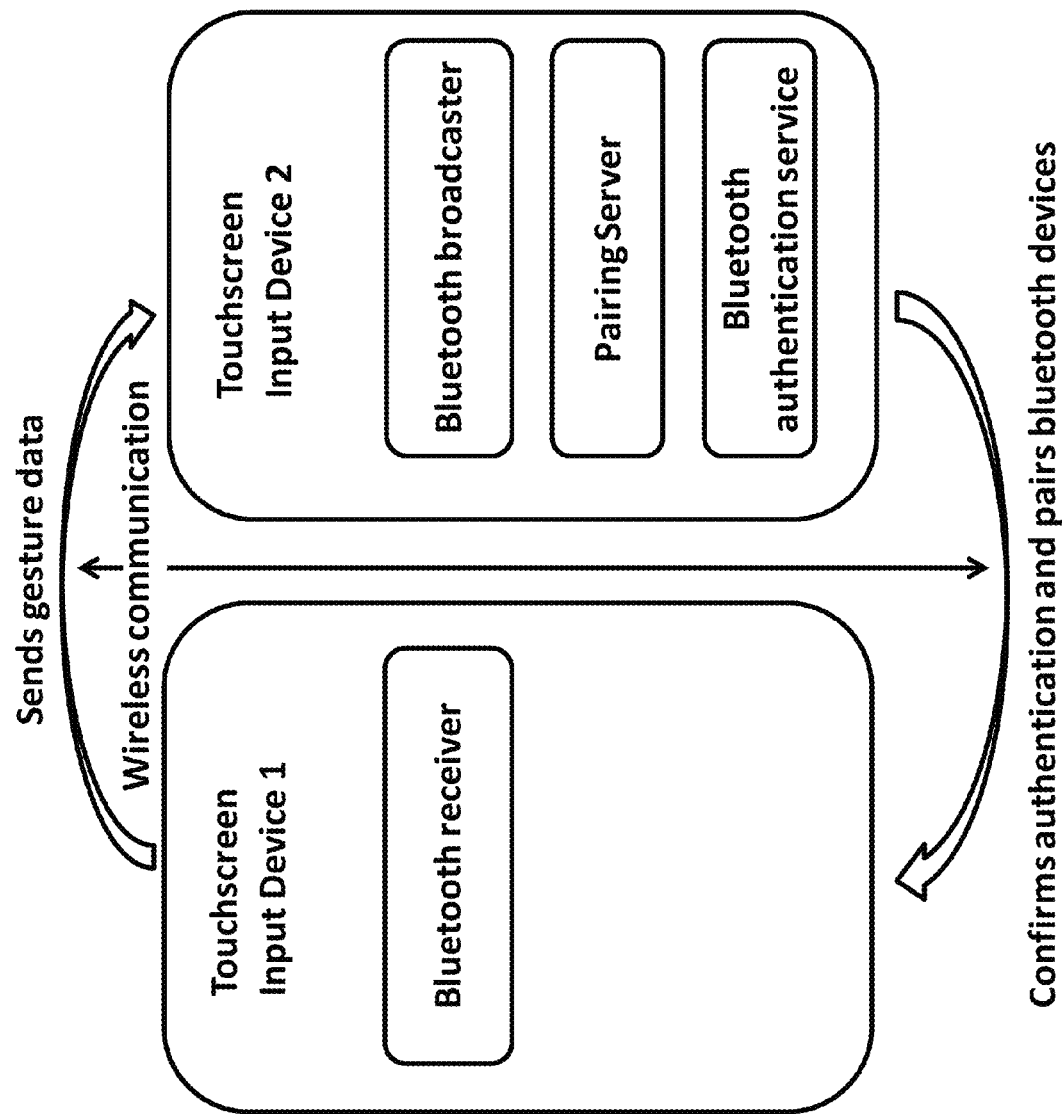 Sends gesture data
Wireless communication
Touchscreen
Input Device 1
Bluetooth receiver
Touchscreen
Input Device 2
Bluetooth broadcaster
Pairing Server
Bluetooth
authentication service
Confirms authentication and pairs bluetooth devices